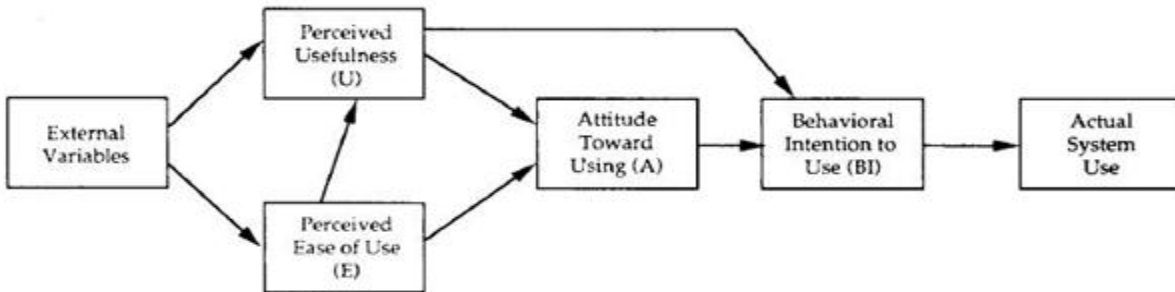 Perceived
Usefulness
(U)
External
Variables
Attitude
Toward
Using (A)
Behavioral
Intention to
Use (BI)
Actual
System
Use
Perceived
Ease of Use
(E)